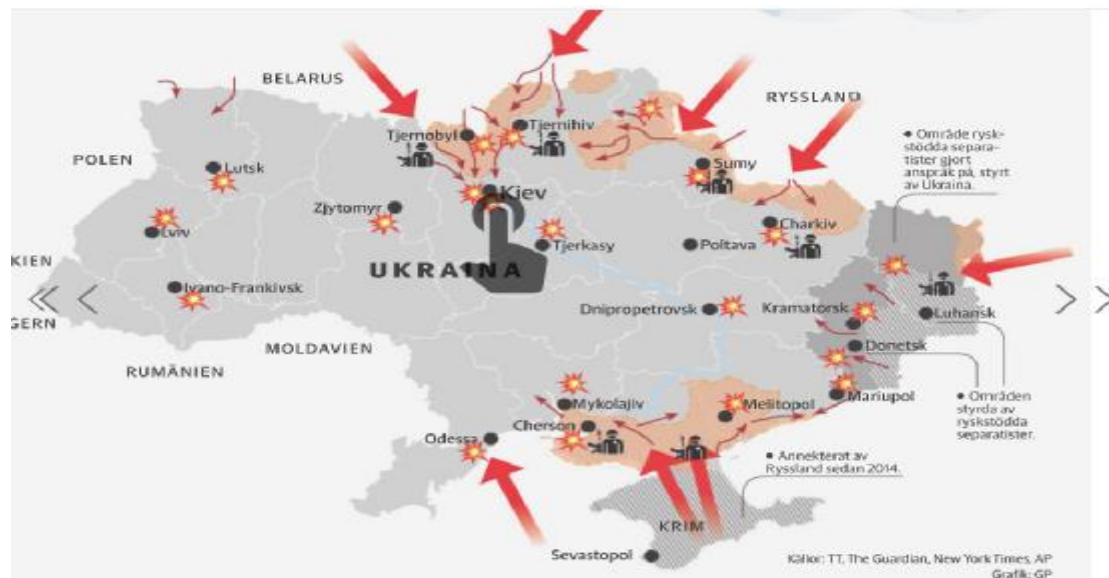 BELARUS
RYSSLAND
POLEN
Tjernobyl
Tjernihiv
Lutsk
Sumy
Kiev
Zjytomyr
Lviv
Charkiv
Tjerkasy
Poltava
UKRAINA
KIEN
Ivano-Frankivsk
GERN
Dnipropetrovsk
Kramatorsk
Luhansk
MOLDAVIEN
Donetsk
RUMÄNIEN
Mariupol
Mykolajiv
Melitopol
Cherson
Odessa
KRIM
Sevastopol
• Område rysk-
stödda separa-
tister gjort
anspråk på, styrt
av Ukraina.
• Områden
styrda av
ryskstödda
separatister.
• Annekterat av
Ryssland sedan 2014.
Källor: TT, The Guardian, New York Times, AP
Grafik: GP